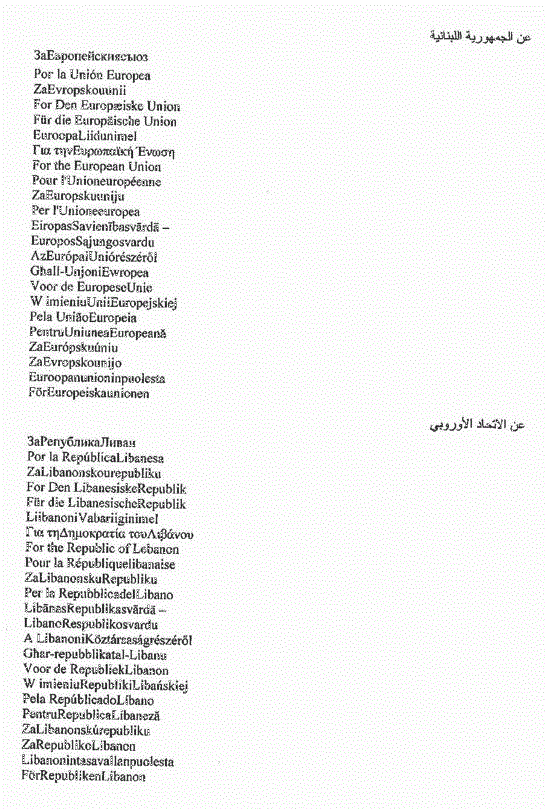 عن الجمهورية اللبنانية
ЗаЕвропейскиясъюз
Por la Unión Europea
ZaEvropskouunii
For Den Europæiske Union
Für die Europäische Union
EuroopaLiidunimel
Για τηνΕυρωπαϊκή Ένωση
For the European Union
Pour l'Unioneuropéenne
ZaEuropskuuniju
Per l'Unioneeuropea
EiropasSavienībasvārdā –
EuroposSąjungosvardu
AzEurópaiUniórészéről
Għall-UnjoniEwropea
Voor de EuropeseUnie
W imieniuUniiEuropejskiej
Pela UniãoEuropeia
PentruUniuneaEuropeană
ZaEurópskuúniu
ZaEvropskounijo
Euroopanunioninpuolesta
FörEuropeiskaunionen
عن الاتحاد الأوروبي
ЗаРепубликаЛиван
Por la RepúblicaLibanesa
ZaLibanonskourepubliku
For Den LibanesiskeRepublik
Für die LibanesischeRepublik
LiibanoniVabariiginimel
Για τηΔημοκρατία τουΛιβάνου
For the Republic of Lebanon
Pour la Républiquelibanaise
ZaLibanonskuRepubliku
Per la RepubblicadelLibano
LibānasRepublikasvārdā –
LibanoRespublikosvardu
A LibanoniKöztársaságrészéről
Għar-repubblikatal-Libanu
Voor de RepubliekLibanon
W imieniuRepublikiLibańskiej
Pela RepúblicadoLíbano
PentruRepublicaLibaneză
ZaLibanonskúrepubliku
ZaRepublikoLibanon
Libanonintasavallanpuolesta
FörRepublikenLibanon